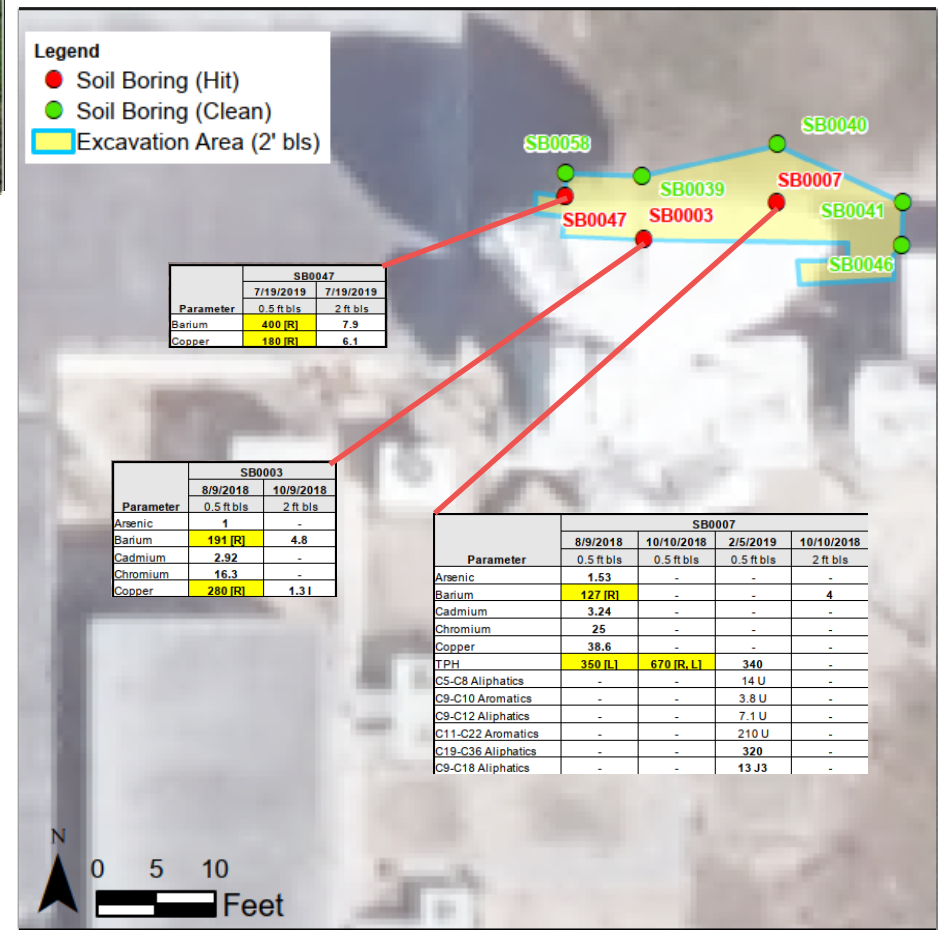 Legend
Soil Boring (Hit)
Soil Boring (Clean)
Excavation Area (2' bls)
SB0040
SB0058
SB0039
SB0007
SB0047
SB0003
SB0041
SB0046
SB0047
7/19/2019 7/19/2019
Parameter 0.5 ft bls 2 ft bls
Barium 400 [R] 7.9
Copper 180 [R] 6.1
SB0003
8/9/2018 10/9/2018
Parameter 0.5 ft bls 2 ft bls
Arsenic 1 -
Barium 191 [R] 4.8
Cadmium 2.92 -
Chromium 16.3 -
Copper 280 [R] 1.3 I
SB0007
8/9/2018 10/10/2018 2/5/2019 10/10/2018
Parameter 0.5 ft bls 0.5 ft bls 0.5 ft bls 2 ft bls
Arsenic 1.53 - - -
Barium 127 [R] - - 4
Cadmium 3.24 - - -
Chromium 25 - - -
Copper 38.6 - - -
TPH 350 [L] 670 [R, L] 340 -
C5-C8 Aliphatics - - 14 U -
C9-C10 Aromatics - - 3.8 U -
C9-C12 Aliphatics - - 7.1 U -
C11-C22 Aromatics - - 210 U -
C19-C36 Aliphatics - - 320 -
C9-C18 Aliphatics - - 13 J3 -
N
0 5 10
Feet